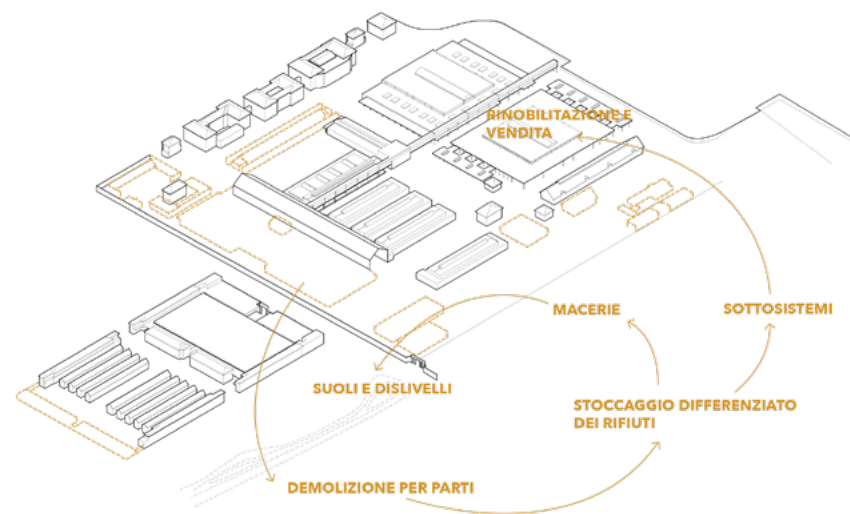 RINOBILITAZIONE E
VENDITA
MACERIE
SOTTOSISTEMI
SUOLI E DISLIVELLI
STOCCAGGIO DIFFERENZIATO
DEI RIFIUTI
DEMOLIZIONE PER PARTI